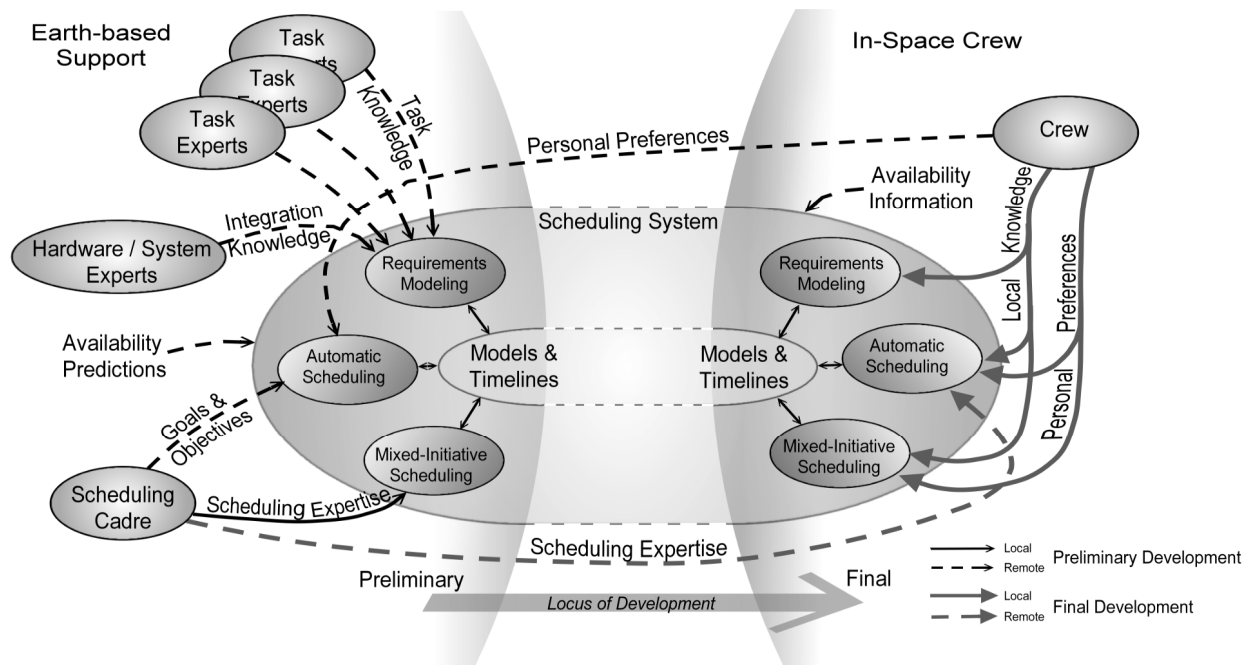 Earth-based
Support
In-Space Crew
Task
Experts
Task
Experts
Task
Experts
Task
Knowledge
Personal Preferences
Crew
Availability
Information
Integration
Knowledge
Hardware / System
Experts
Scheduling System
Requirements
Modeling
Requirements
Modeling
Knowledge
Local
Preferences
Personal
Availability
Predictions
Automatic
Scheduling
Models &
Timelines
Models &
Timelines
Automatic
Scheduling
Goals &
Objectives
Mixed-Initiative
Scheduling
Mixed-Initiative
Scheduling
Scheduling
Cadre
Scheduling Expertise
Scheduling Expertise
Preliminary
Final
Locus of Development
Local
Remote
Preliminary Development
Local
Remote
Final Development